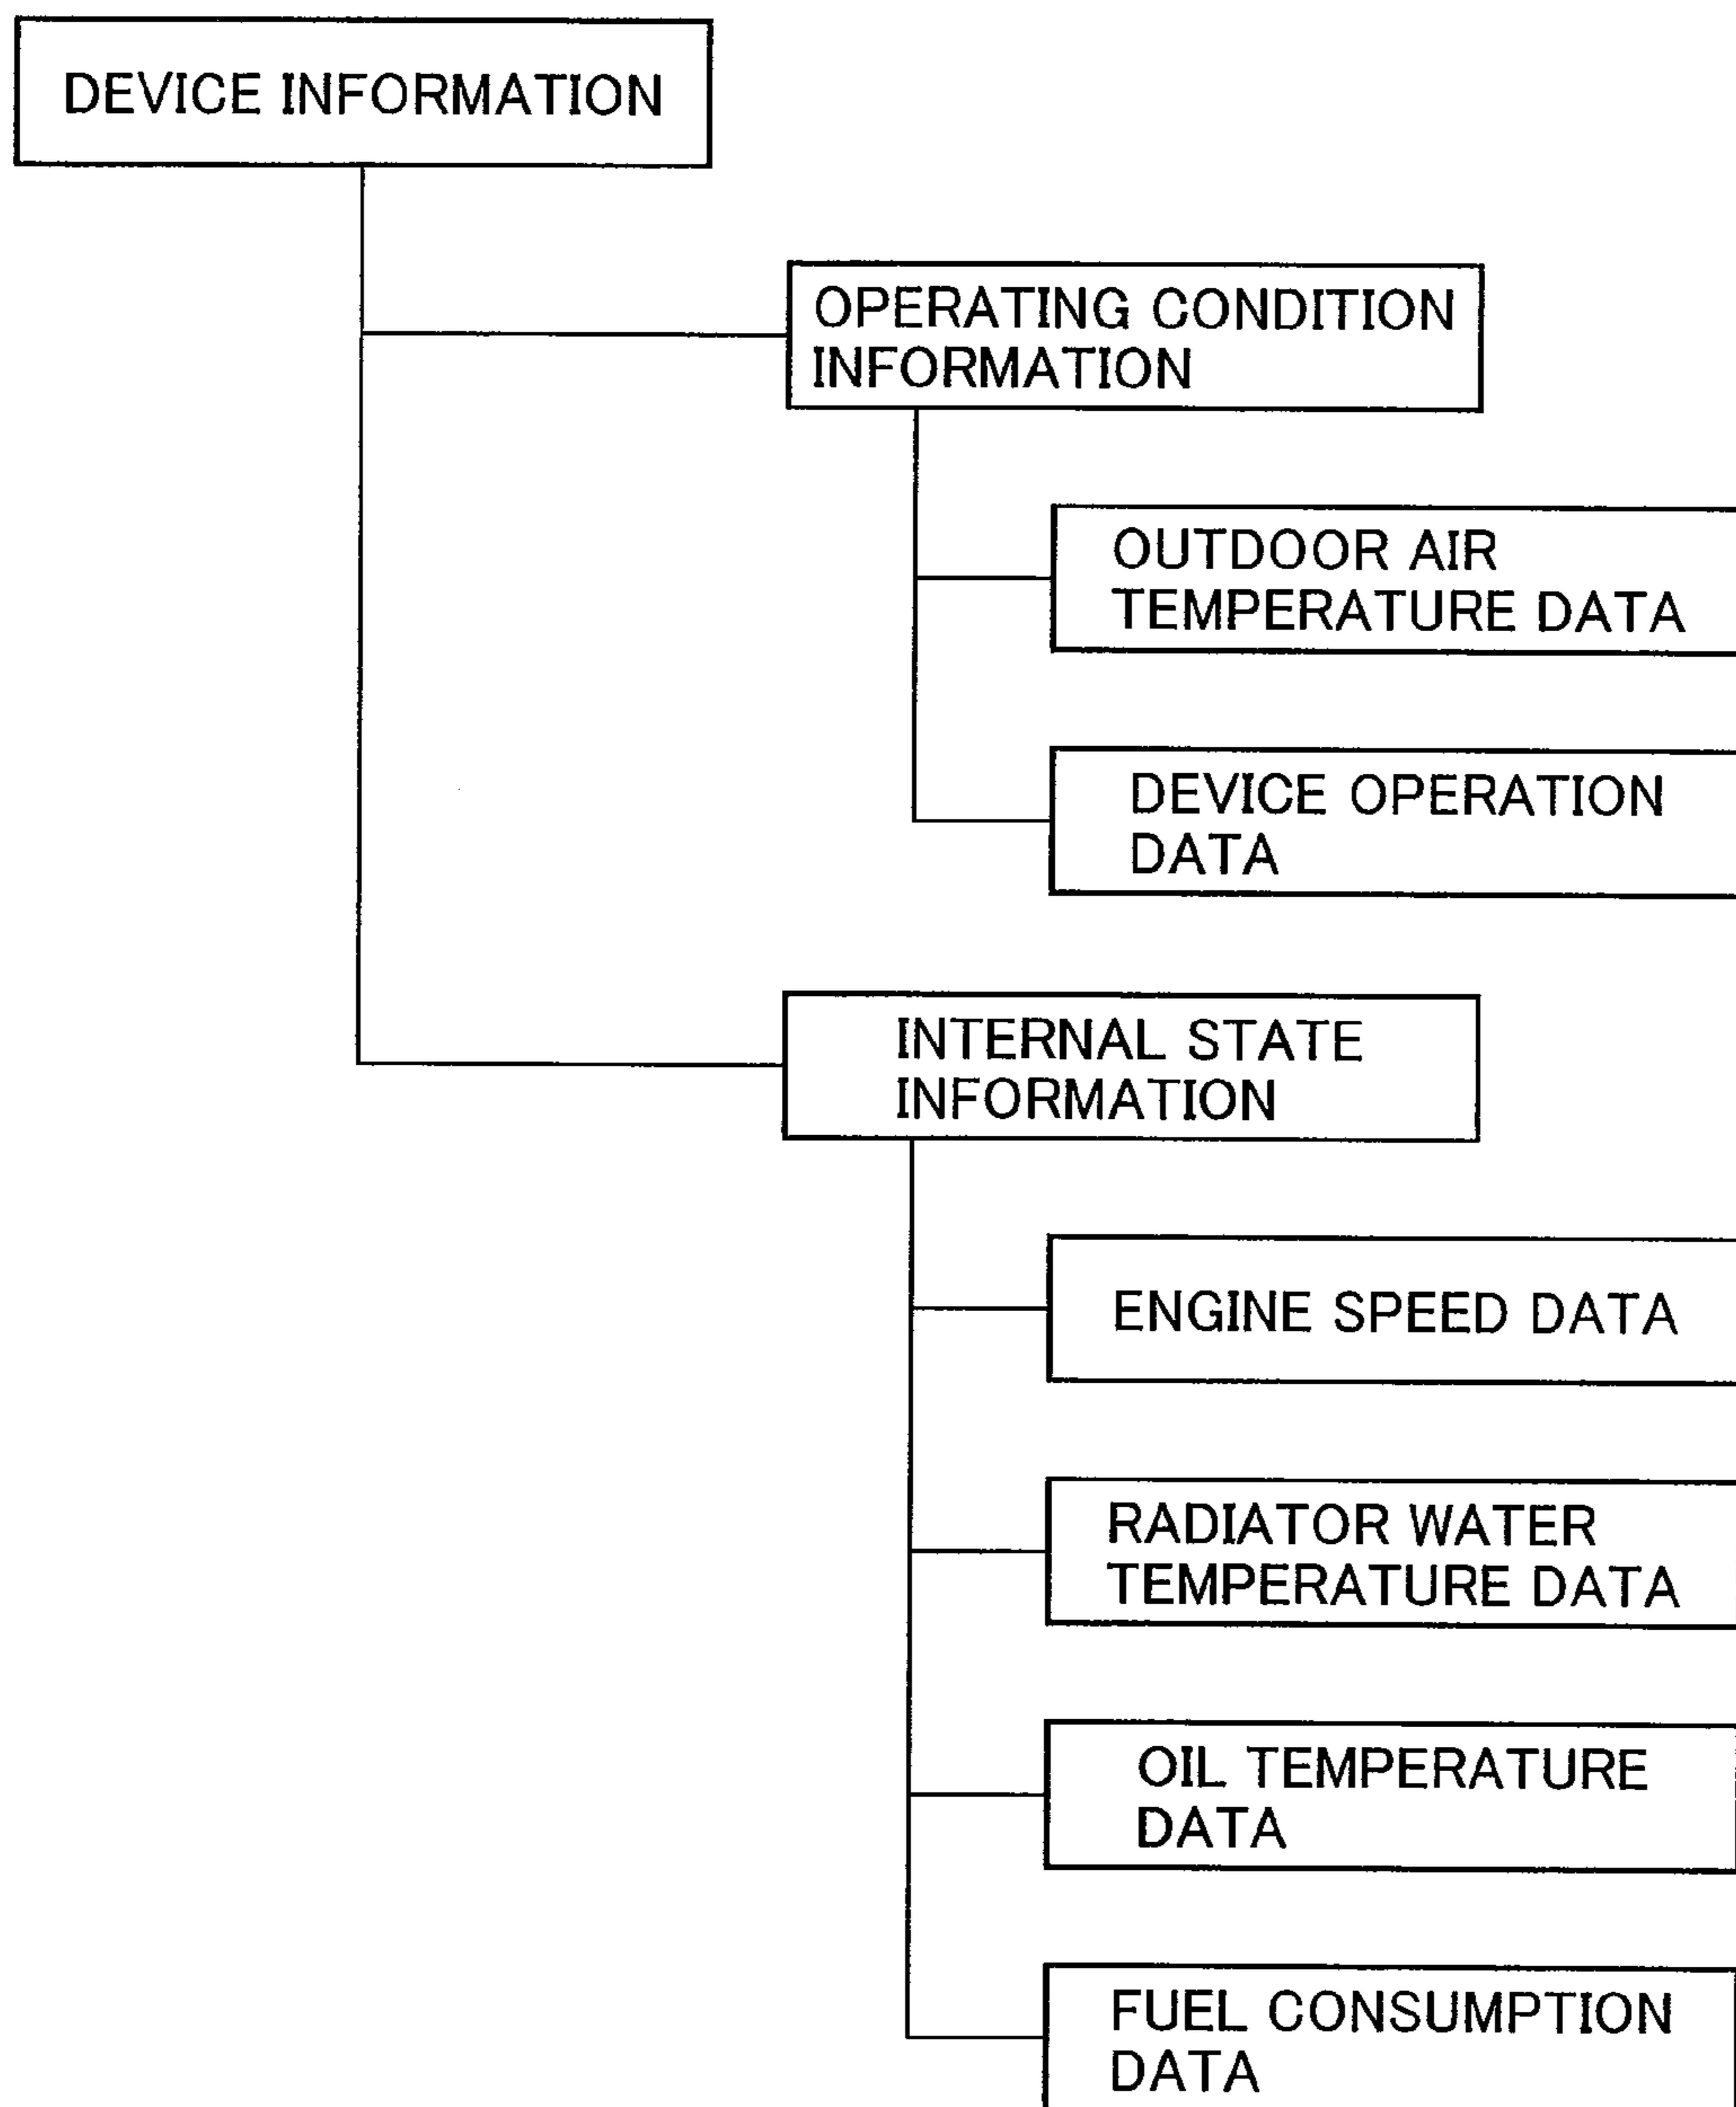 DEVICE INFORMATION
OPERATING CONDITION
INFORMATION
OUTDOOR AIR
TEMPERATURE DATA
DEVICE OPERATION
DATA
INTERNAL STATE
INFORMATION
ENGINE SPEED DATA
RADIATOR WATER
TEMPERATURE DATA
OIL TEMPERATURE
DATA
FUEL CONSUMPTION
DATA